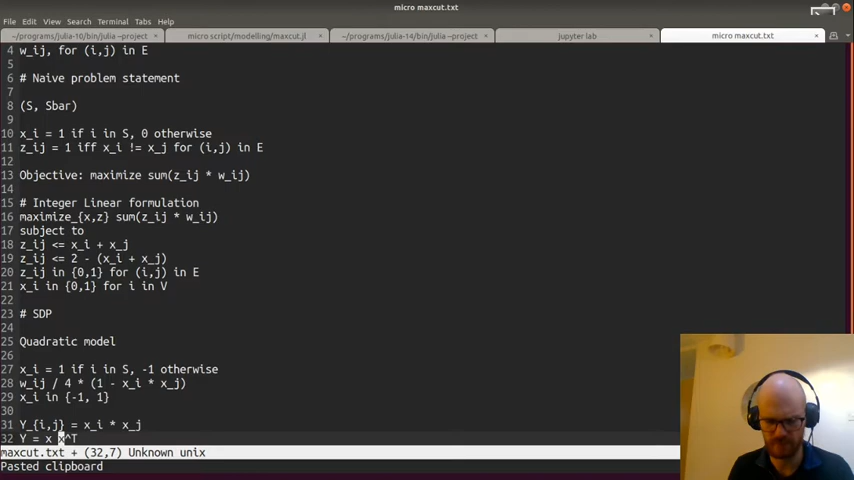 micro maxcut.txt
File Edit View Search Terminal Tabs Help
~/programs/julia-10/bin/julia –project × micro script/modelling/maxcut.jl × ~/programs/julia-14/bin/julia –project × jupyter lab × micro maxcut.txt ×
4 w_ij, for (i,j) in E
5
6 # Naive problem statement
7
8 (S, Sbar)
9
10 x_i = 1 if i in S, 0 otherwise
11 z_ij = 1 iff x_i != x_j for (i,j) in E
12
13 Objective: maximize sum(z_ij * w_ij)
14
15 # Integer Linear formulation
16 maximize_{x,z} sum(z_ij * w_ij)
17 subject to
18 z_ij <= x_i + x_j
19 z_ij <= 2 - (x_i + x_j)
20 z_ij in {0,1} for (i,j) in E
21 x_i in {0,1} for i in V
22
23 # SDP
24
25 Quadratic model
26
27 x_i = 1 if i in S, -1 otherwise
28 w_ij / 4 * (1 - x_i * x_j)
29 x_i in {-1, 1}
30
31 Y_{i,j} = x_i * x_j
32 Y = x x^T
maxcut.txt + (32,7) Unknown unix
Pasted clipboard